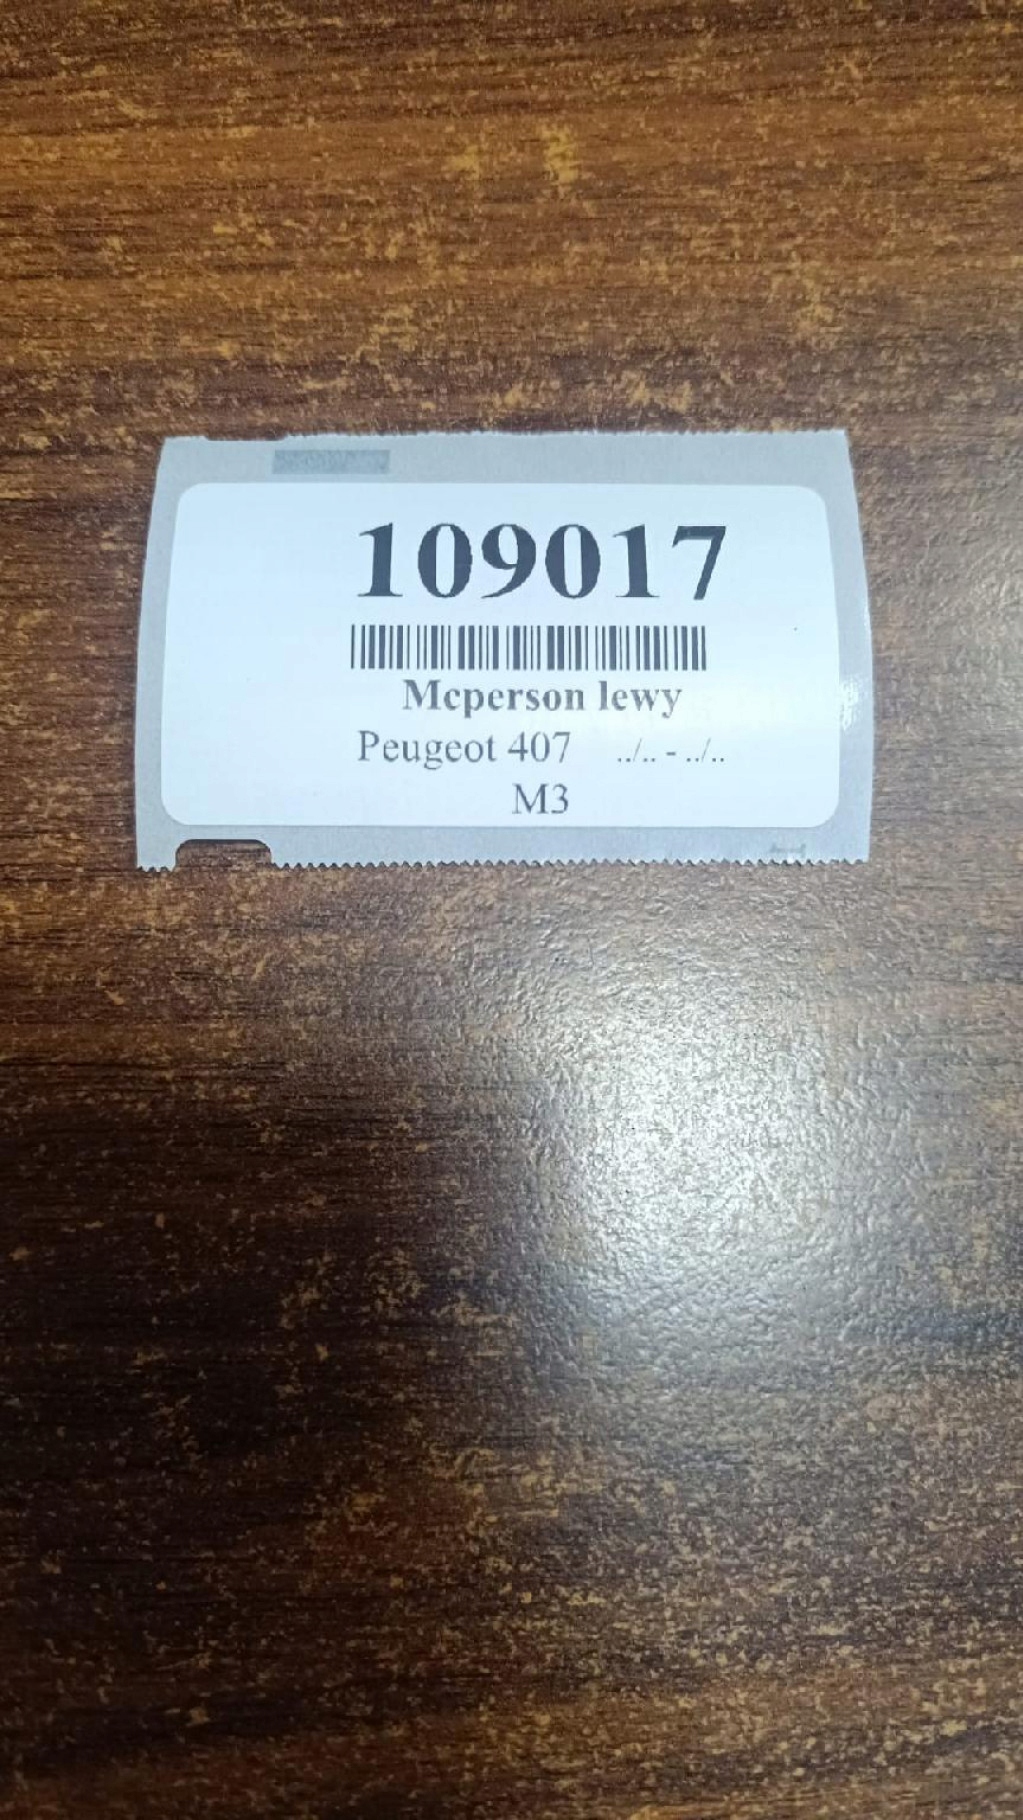 109017
Mcperson lewy
Peugeot 407 ../.. - ../..
M3